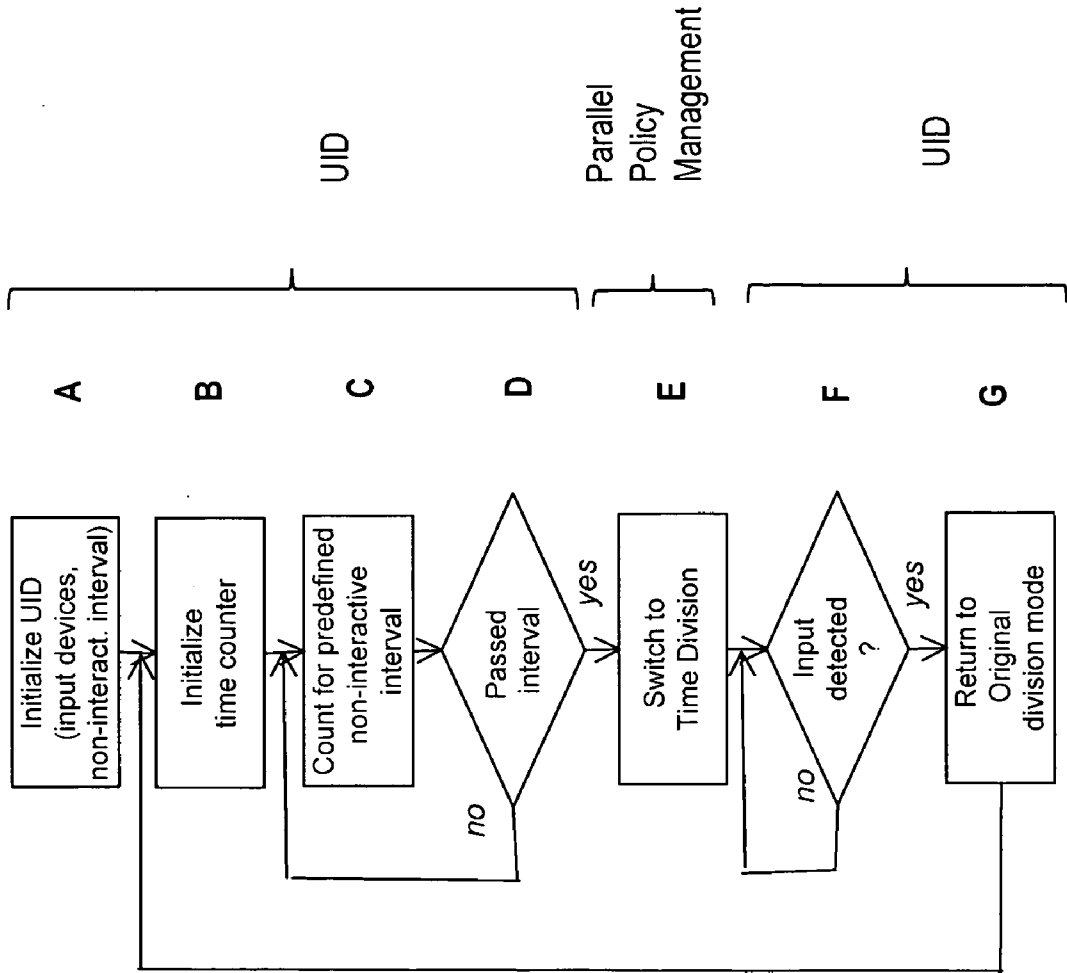 Initialize UID
(input devices,
non-interact. interval)
A
Initialize
time counter
B
Count for predefined
non-interactive
interval
C
Passed
interval
D
no
yes
UID
Switch to
Time Division
E
Parallel
Policy
Management
Input
detected
?
F
no
yes
Return to
Original
division mode
G
UID